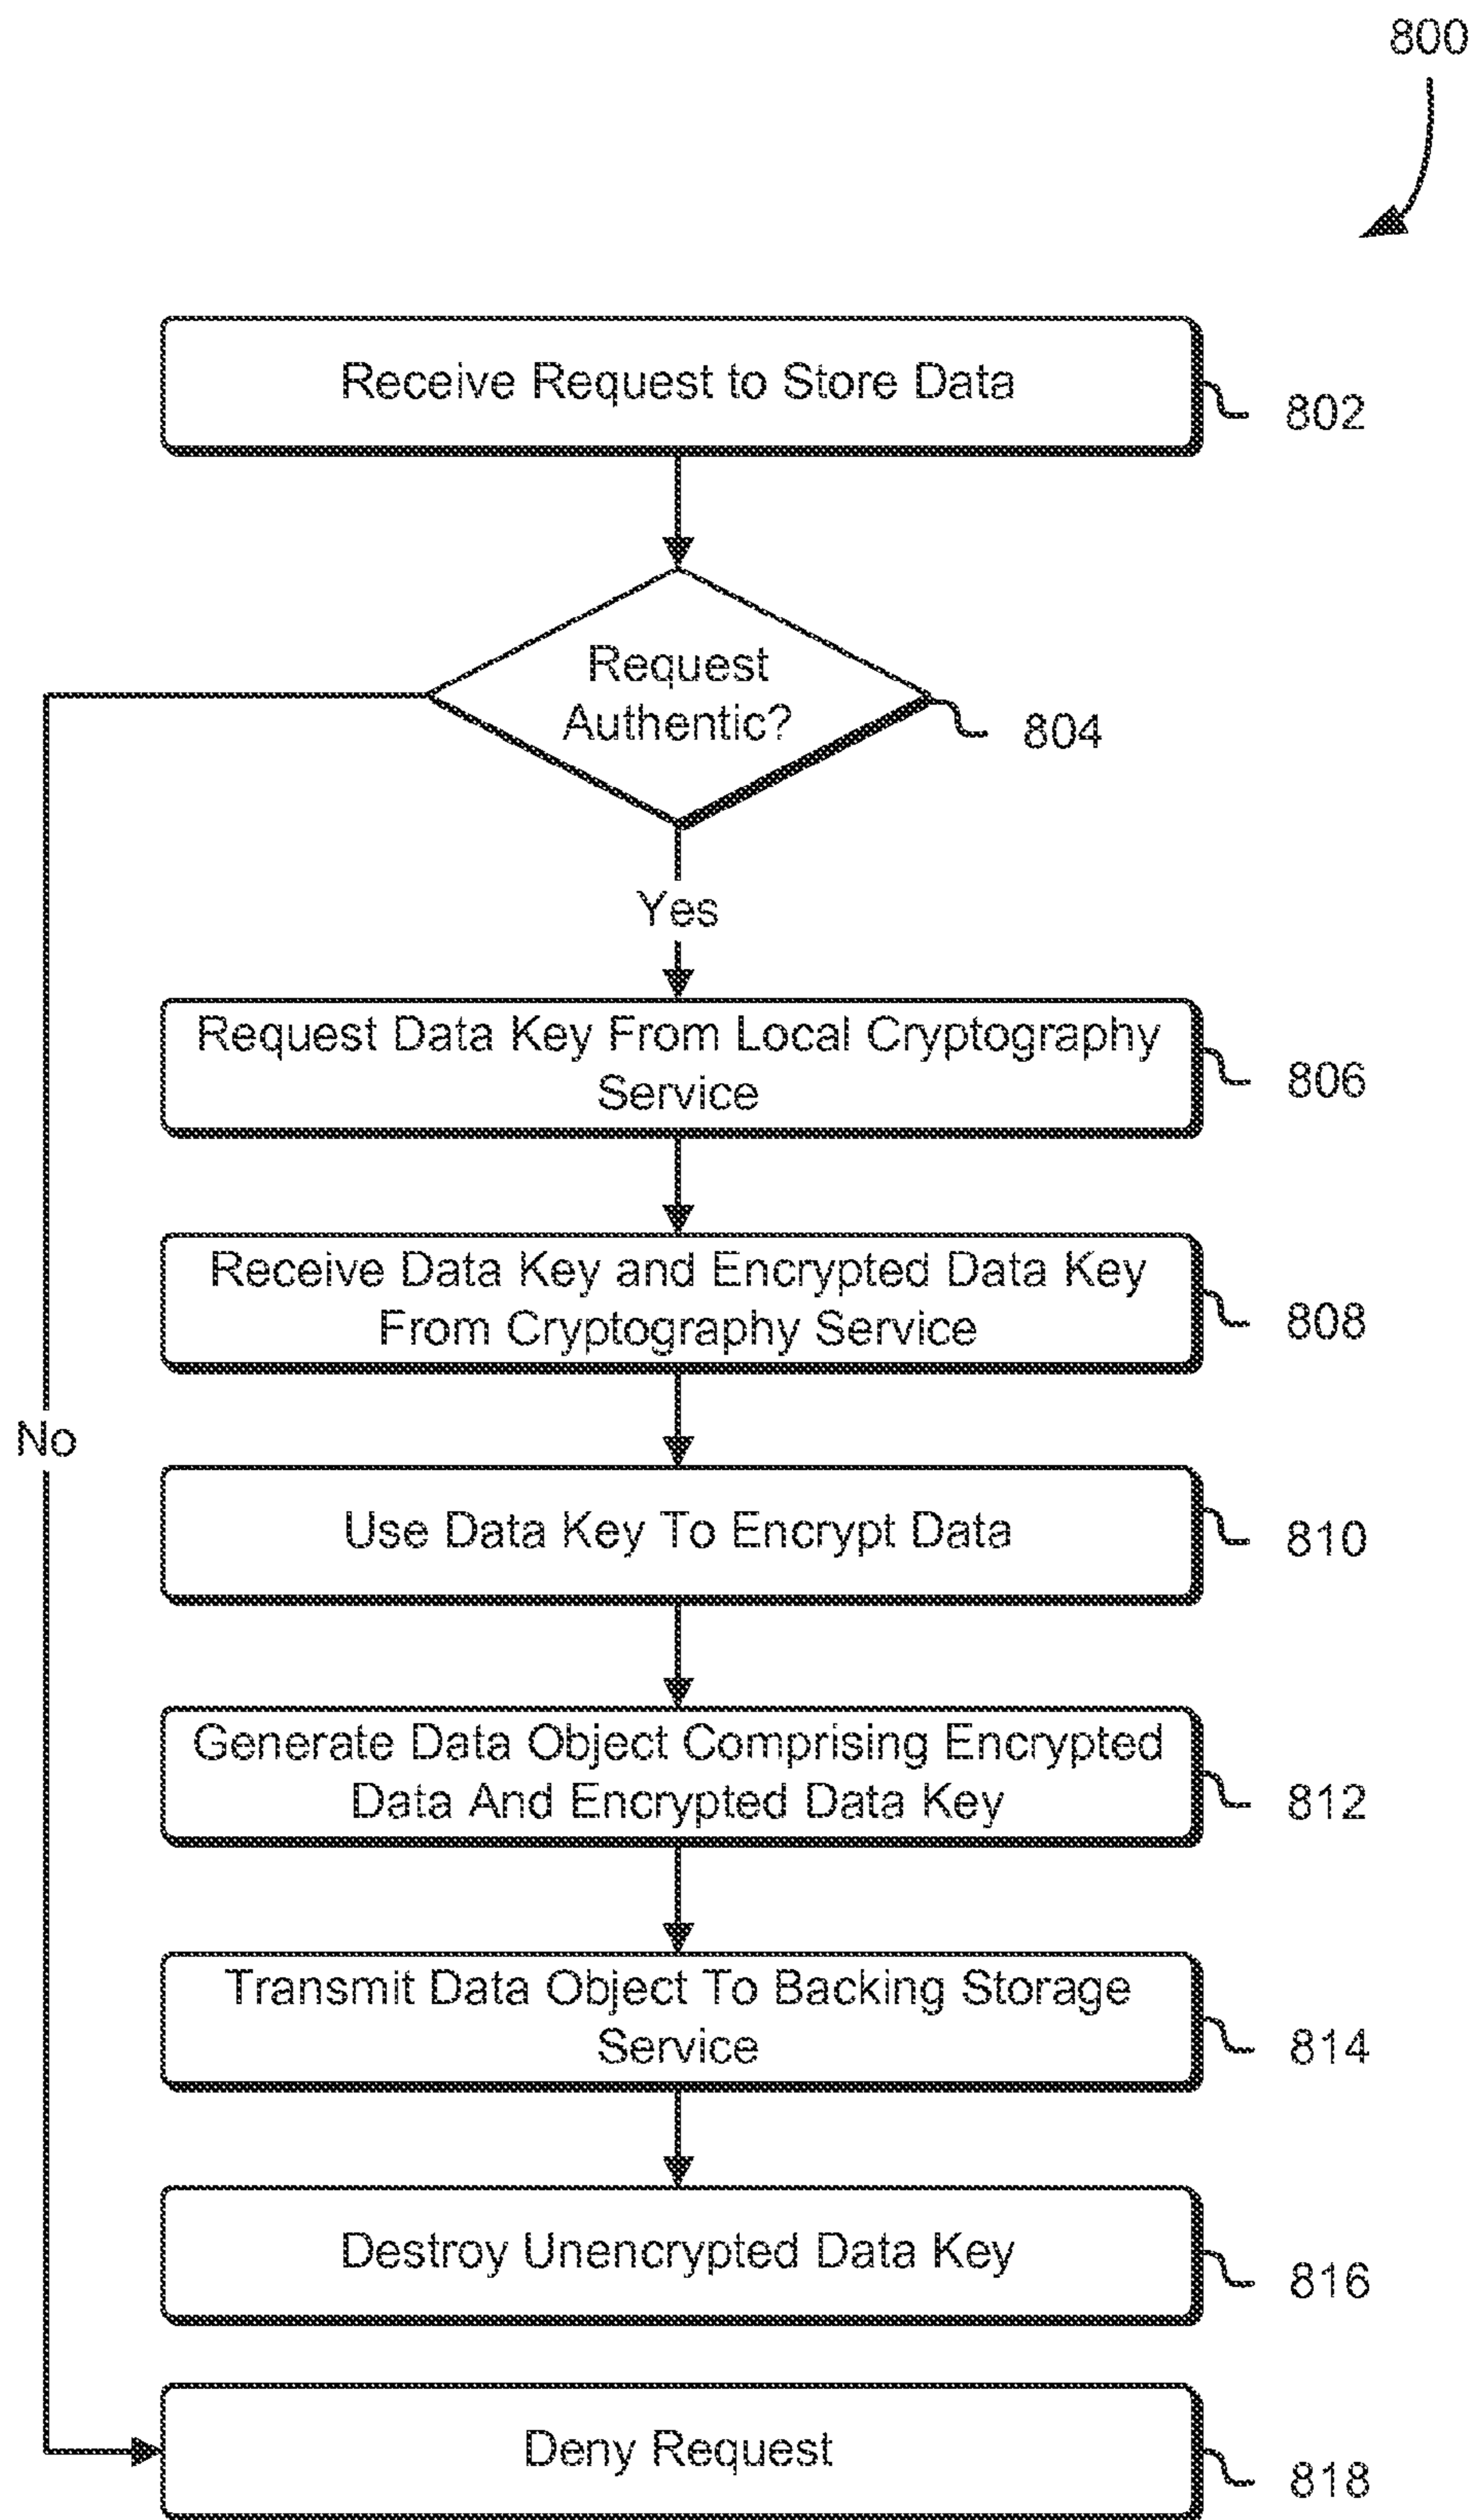 800
Receive Request to Store Data
802
Request
Authentic?
804
Yes
Request Data Key From Local Cryptography
Service
806
Receive Data Key and Encrypted Data Key
From Cryptography Service
808
No
Use Data Key To Encrypt Data
810
Generate Data Object Comprising Encrypted
Data And Encrypted Data Key
812
Transmit Data Object To Backing Storage
Service
814
Destroy Unencrypted Data Key
816
Deny Request
818